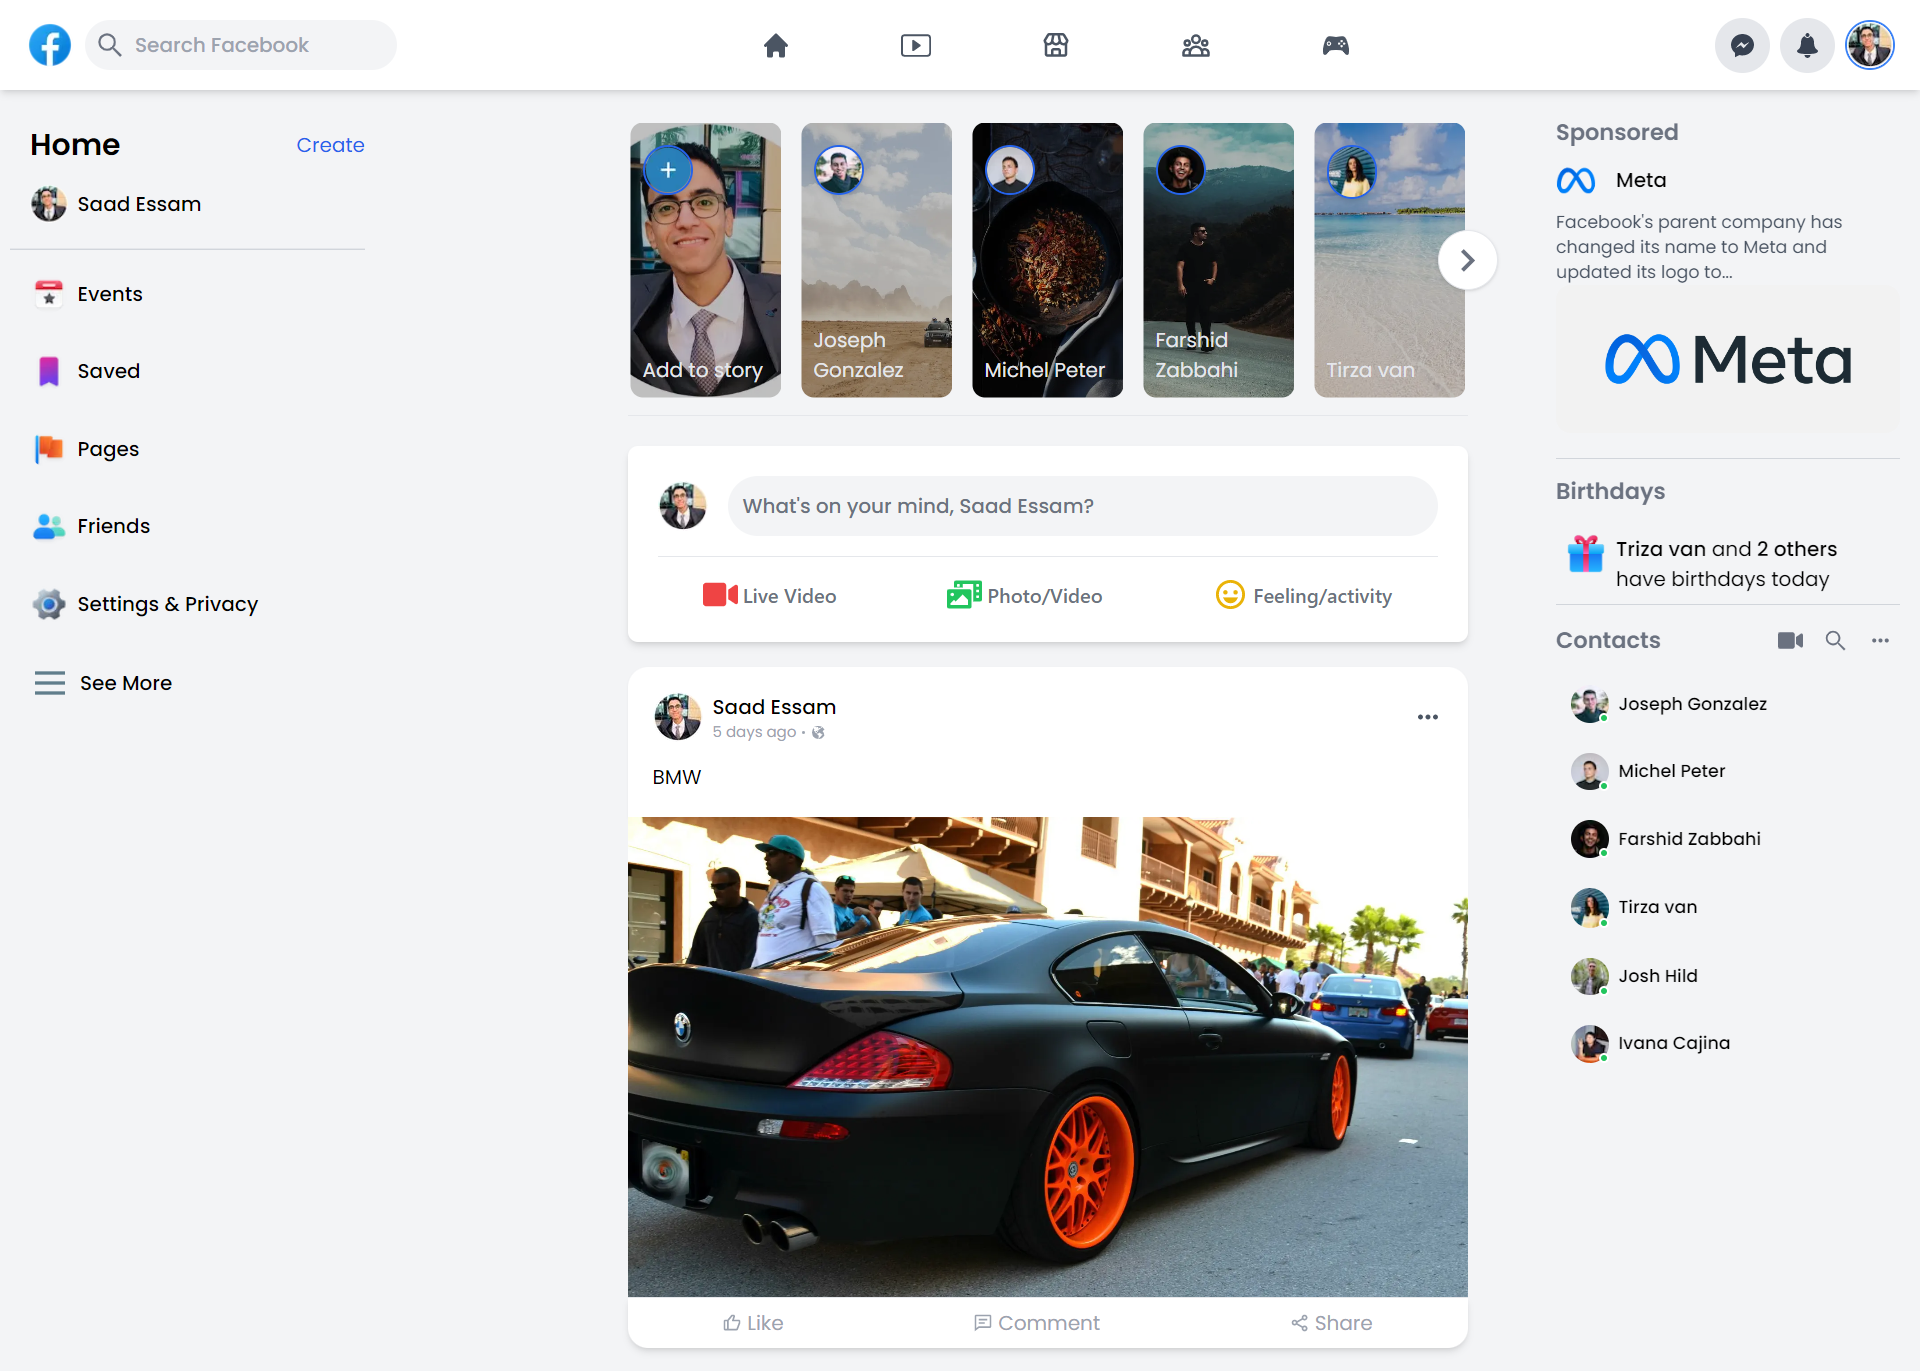 Search Facebook
Home
Create
Saad Essam
Events
Saved
Pages
Friends
Settings & Privacy
See More
Add to story
Joseph
Gonzalez
Michel Peter
Farshid
Zabbahi
Tirza van
What's on your mind, Saad Essam?
Live Video
Photo/Video
Feeling/activity
Saad Essam
5 days ago •
BMW
Like
Comment
Share
Sponsored
Meta
Facebook's parent company has
changed its name to Meta and
updated its logo to...
Meta
Birthdays
Triza van and 2 others
have birthdays today
Contacts
Joseph Gonzalez
Michel Peter
Farshid Zabbahi
Tirza van
Josh Hild
Ivana Cajina